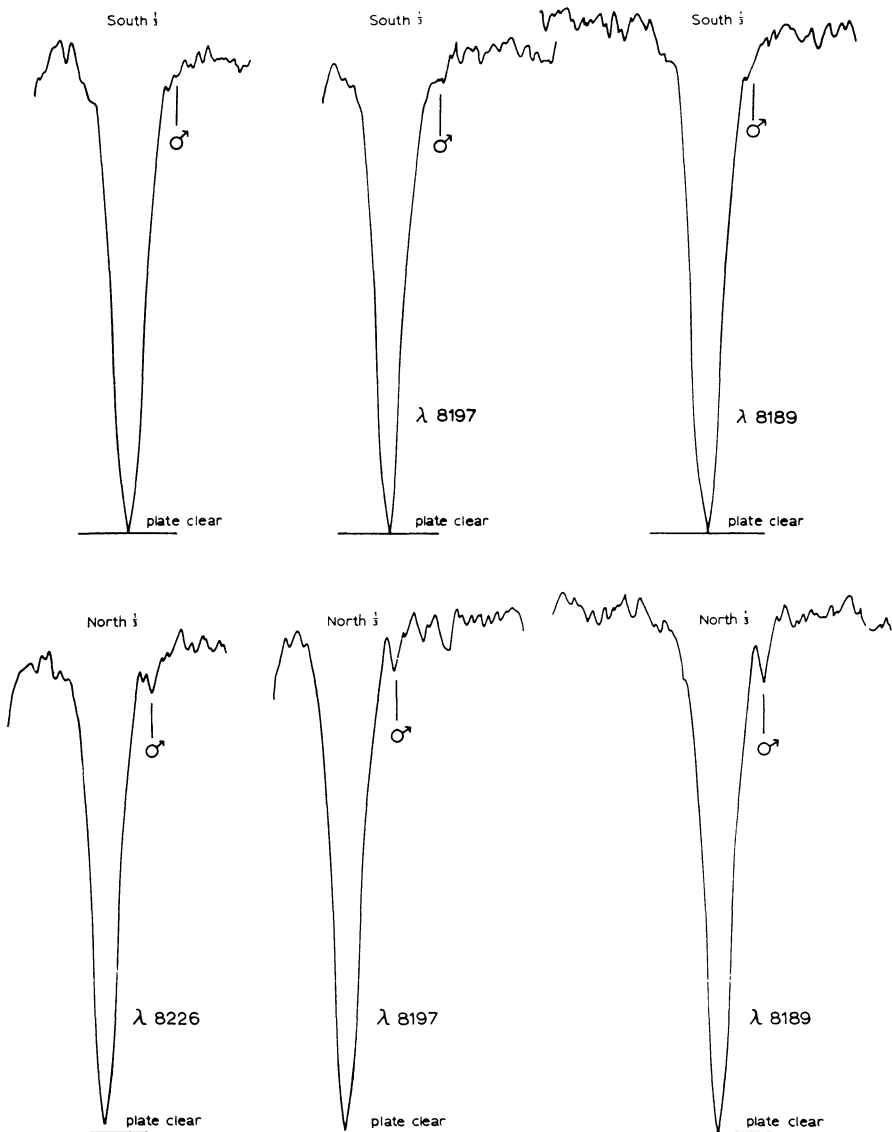 South ⅓
South ⅓
South ⅓
♂
♂
♂
λ 8197
λ 8189
plate clear
plate clear
plate clear
North ⅓
North ⅓
North ⅓
♂
♂
♂
λ 8226
λ 8197
λ 8189
plate clear
plate clear
plate clear